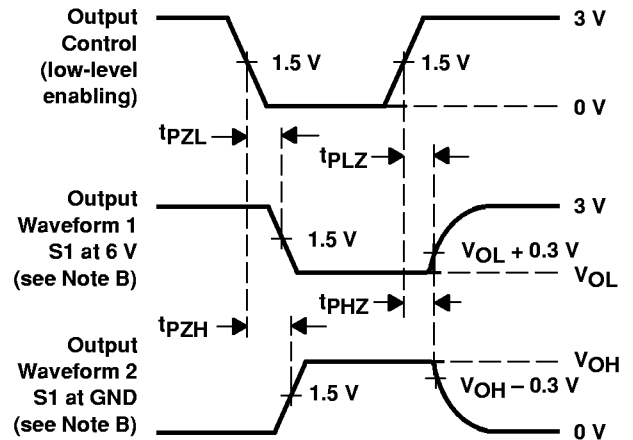 Output
Control
(low-level
enabling)
3 V
1.5 V
1.5 V
0 V
tPZL
tPLZ
Output
Waveform 1
S1 at 6 V
(see Note B)
3 V
1.5 V
VOL + 0.3 V
VOL
tPHZ
tPZH
Output
Waveform 2
S1 at GND
(see Note B)
VOH
1.5 V
VOH – 0.3 V
0 V